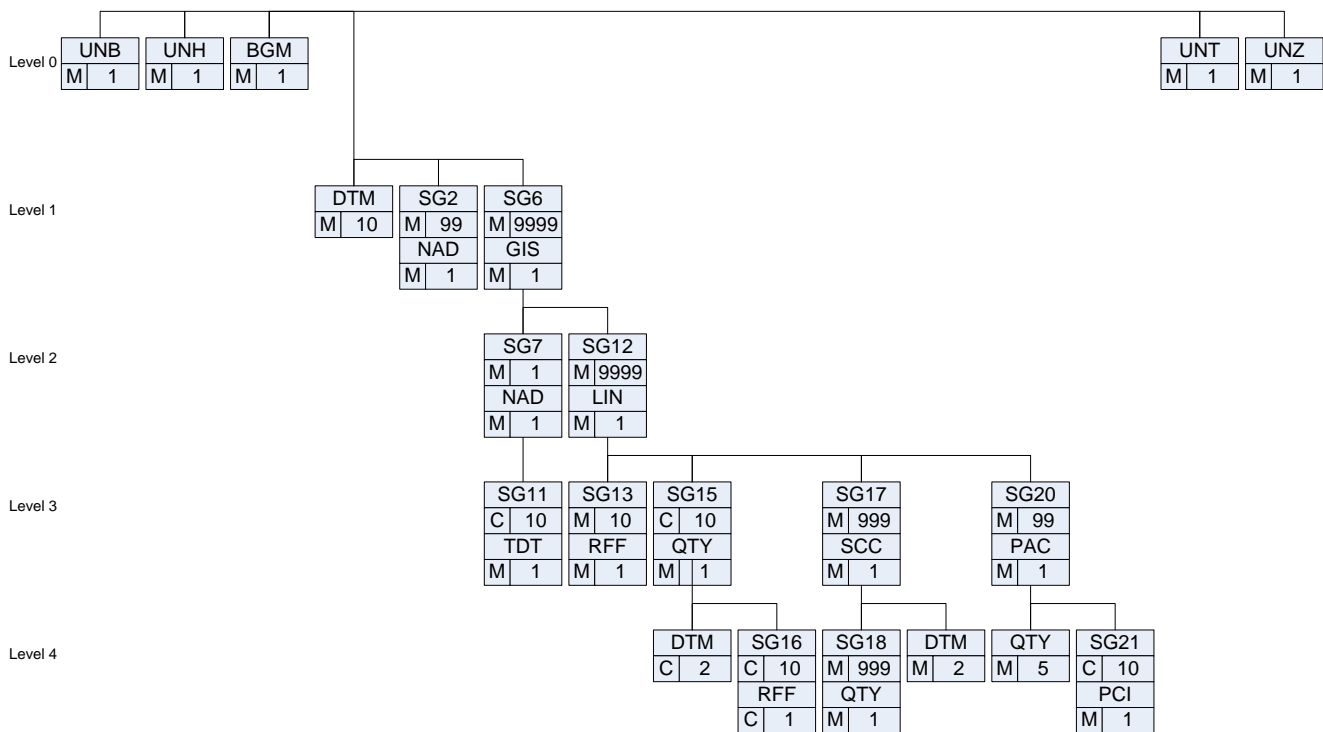 Level 0
UNB UNH BGM UNT UNZ
M 1 M 1 M 1 M 1 M 1
Level 1
DTM SG2 SG6
M 10 M 99 M 9999
NAD GIS
M 1 M 1
Level 2
SG7 SG12
M 1 M 9999
NAD LIN
M 1 M 1
Level 3
SG11 SG13 SG15 SG17 SG20
C 10 M 10 C 10 M 999 M 99
TDT RFF QTY SCC PAC
M 1 M 1 M 1 M 1 M 1
Level 4
DTM SG16 SG18 DTM QTY SG21
C 2 C 10 M 999 M 2 M 5 C 10
RFF QTY PCI
C 1 M 1 M 1